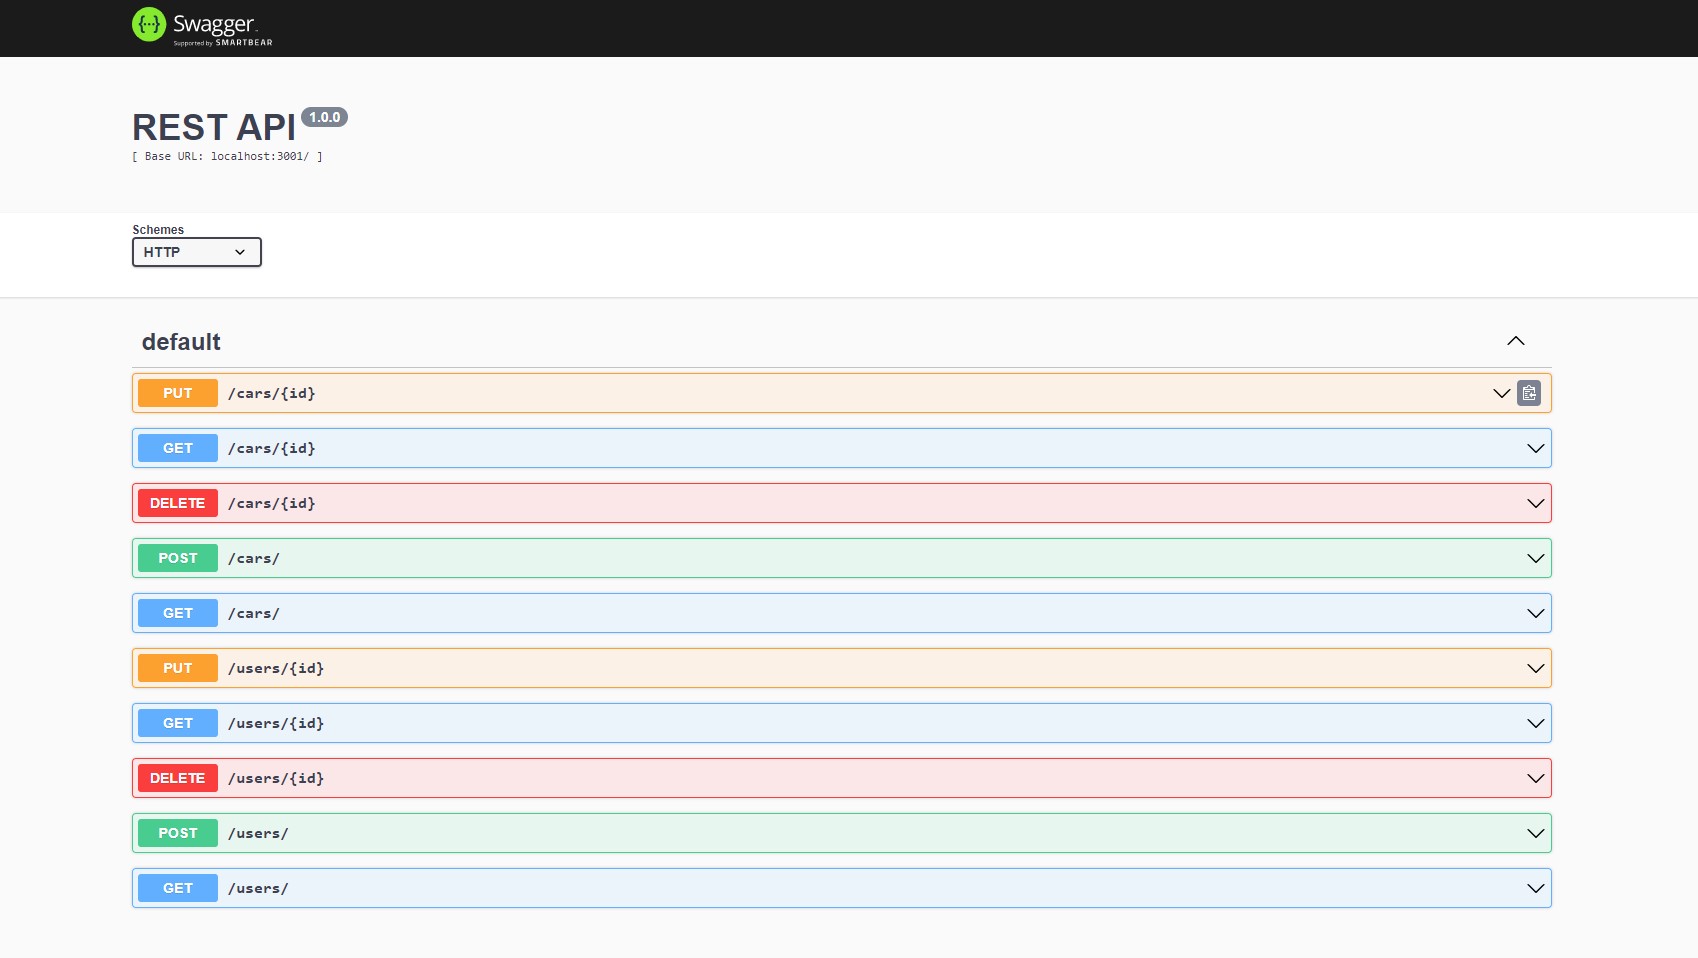 {···} Swagger
Supported by SMARTBEAR
REST API 1.0.0
[ Base URL: localhost:3001/ ]
Schemes
HTTP
default
PUT /cars/{id}
GET /cars/{id}
DELETE /cars/{id}
POST /cars/
GET /cars/
PUT /users/{id}
GET /users/{id}
DELETE /users/{id}
POST /users/
GET /users/